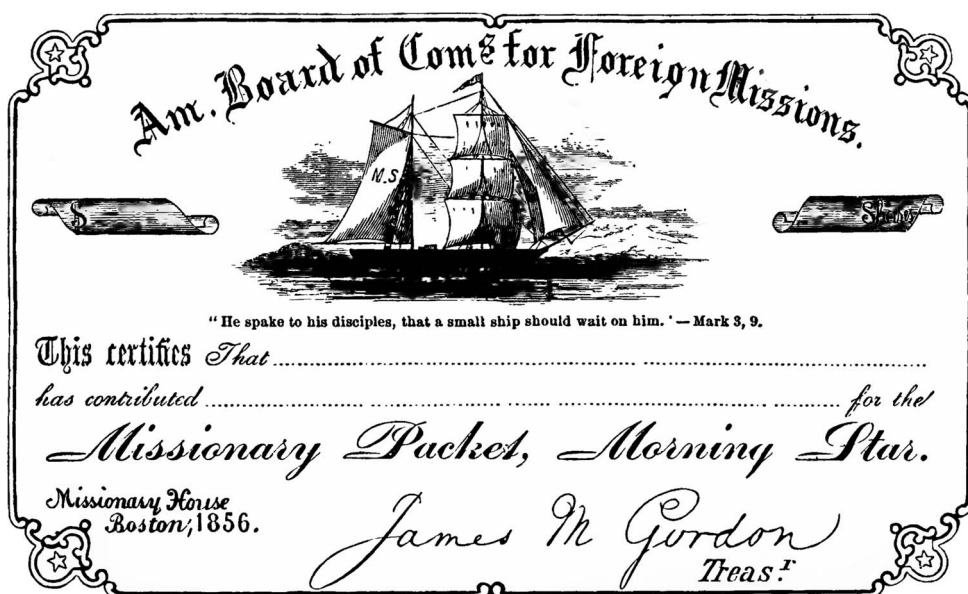 Am. Board of Com.s for Foreign Missions.
M.S
$ Shares
"He spake to his disciples, that a small ship should wait on him.' — Mark 3, 9.
This certifies That
has contributed for the
Missionary Packet, Morning Star.
Missionary House
Boston, 1856.
James M Gordon
Treas.r